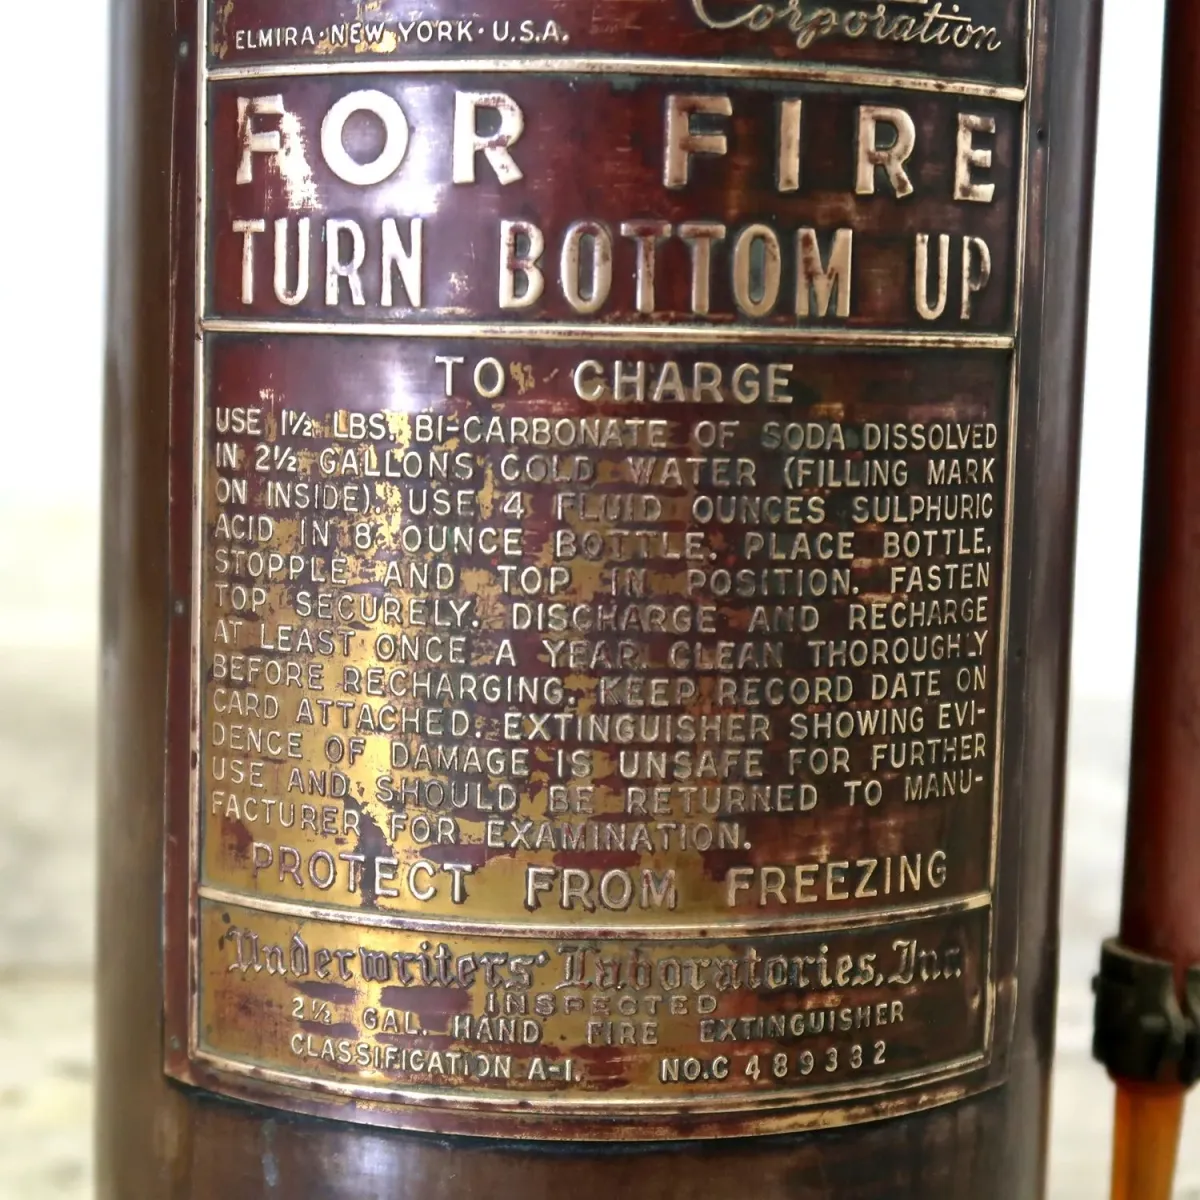 Corporation
ELMIRA·NEW YORK·U.S.A.
FOR FIRE
TURN BOTTOM UP
TO CHARGE
USE 1½ LBS. BI-CARBONATE OF SODA DISSOLVED
IN 2½ GALLONS COLD WATER (FILLING MARK
ON INSIDE). USE 4 FLUID OUNCES SULPHURIC
ACID IN 8 OUNCE BOTTLE. PLACE BOTTLE,
STOPPLE AND TOP IN POSITION. FASTEN
TOP SECURELY. DISCHARGE AND RECHARGE
AT LEAST ONCE A YEAR. CLEAN THOROUGHLY
BEFORE RECHARGING. KEEP RECORD DATE ON
CARD ATTACHED. EXTINGUISHER SHOWING EVI-
DENCE OF DAMAGE IS UNSAFE FOR FURTHER
USE AND SHOULD BE RETURNED TO MANU-
FACTURER FOR EXAMINATION.
PROTECT FROM FREEZING
Underwriters' Laboratories, Inc.
INSPECTED
2½ GAL. HAND FIRE EXTINGUISHER
CLASSIFICATION A-1. NO.C 489382